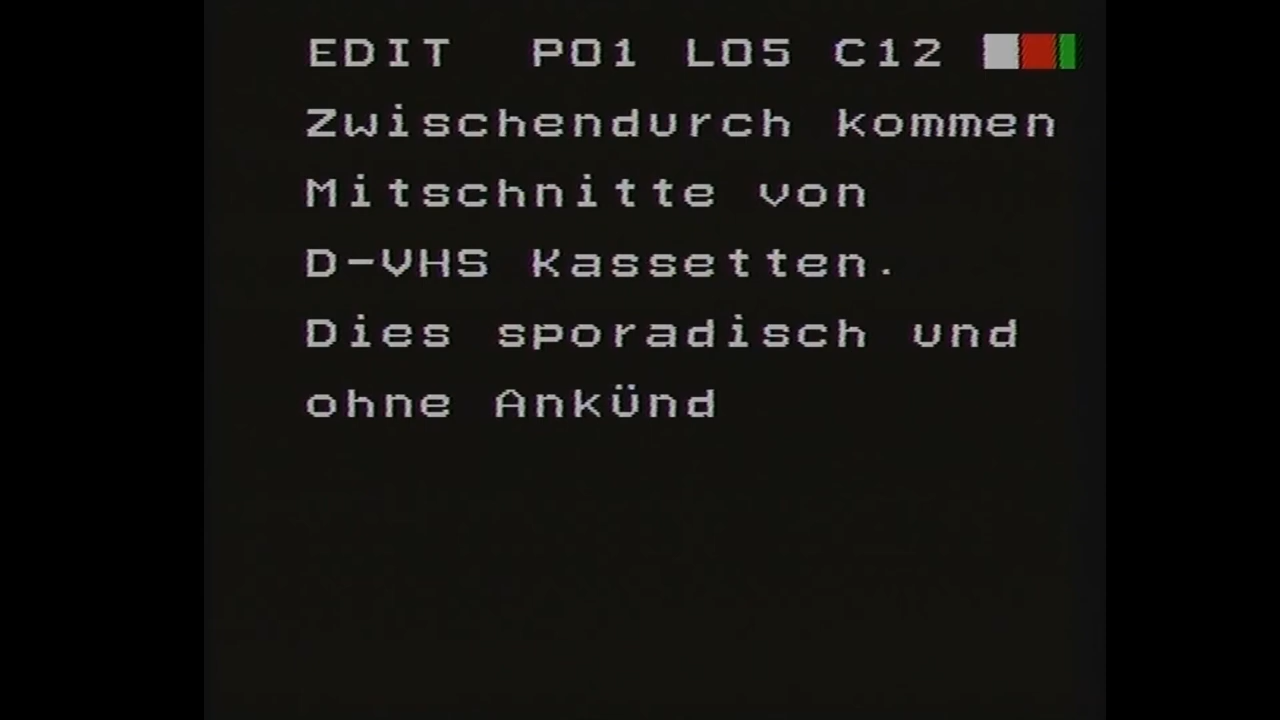 EDIT P01 L05 C12
Zwischendurch kommen
Mitschnitte von
D-VHS Kassetten.
Dies sporadisch und
ohne AnkÜnd